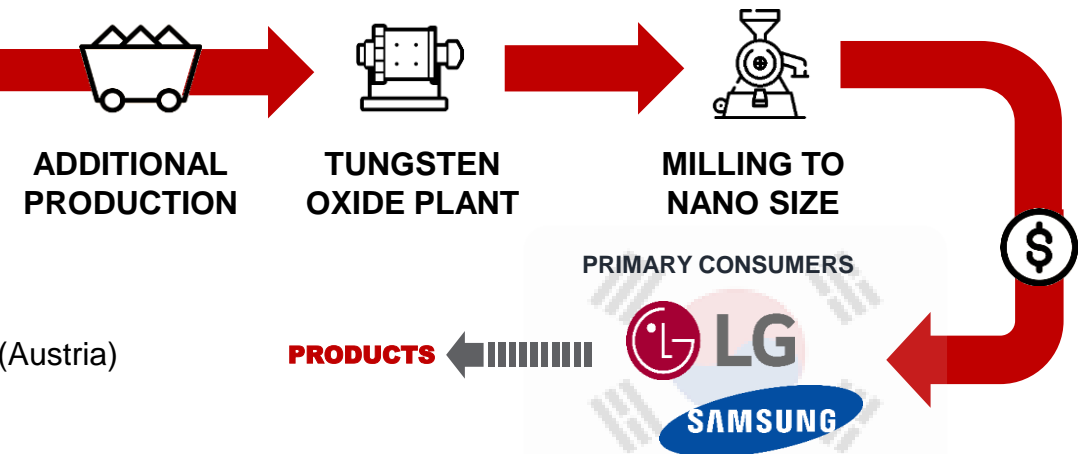 ADDITIONAL
PRODUCTION
TUNGSTEN
OXIDE PLANT
MILLING TO
NANO SIZE
$
PRIMARY CONSUMERS
(Austria)
PRODUCTS
LG
SAMSUNG